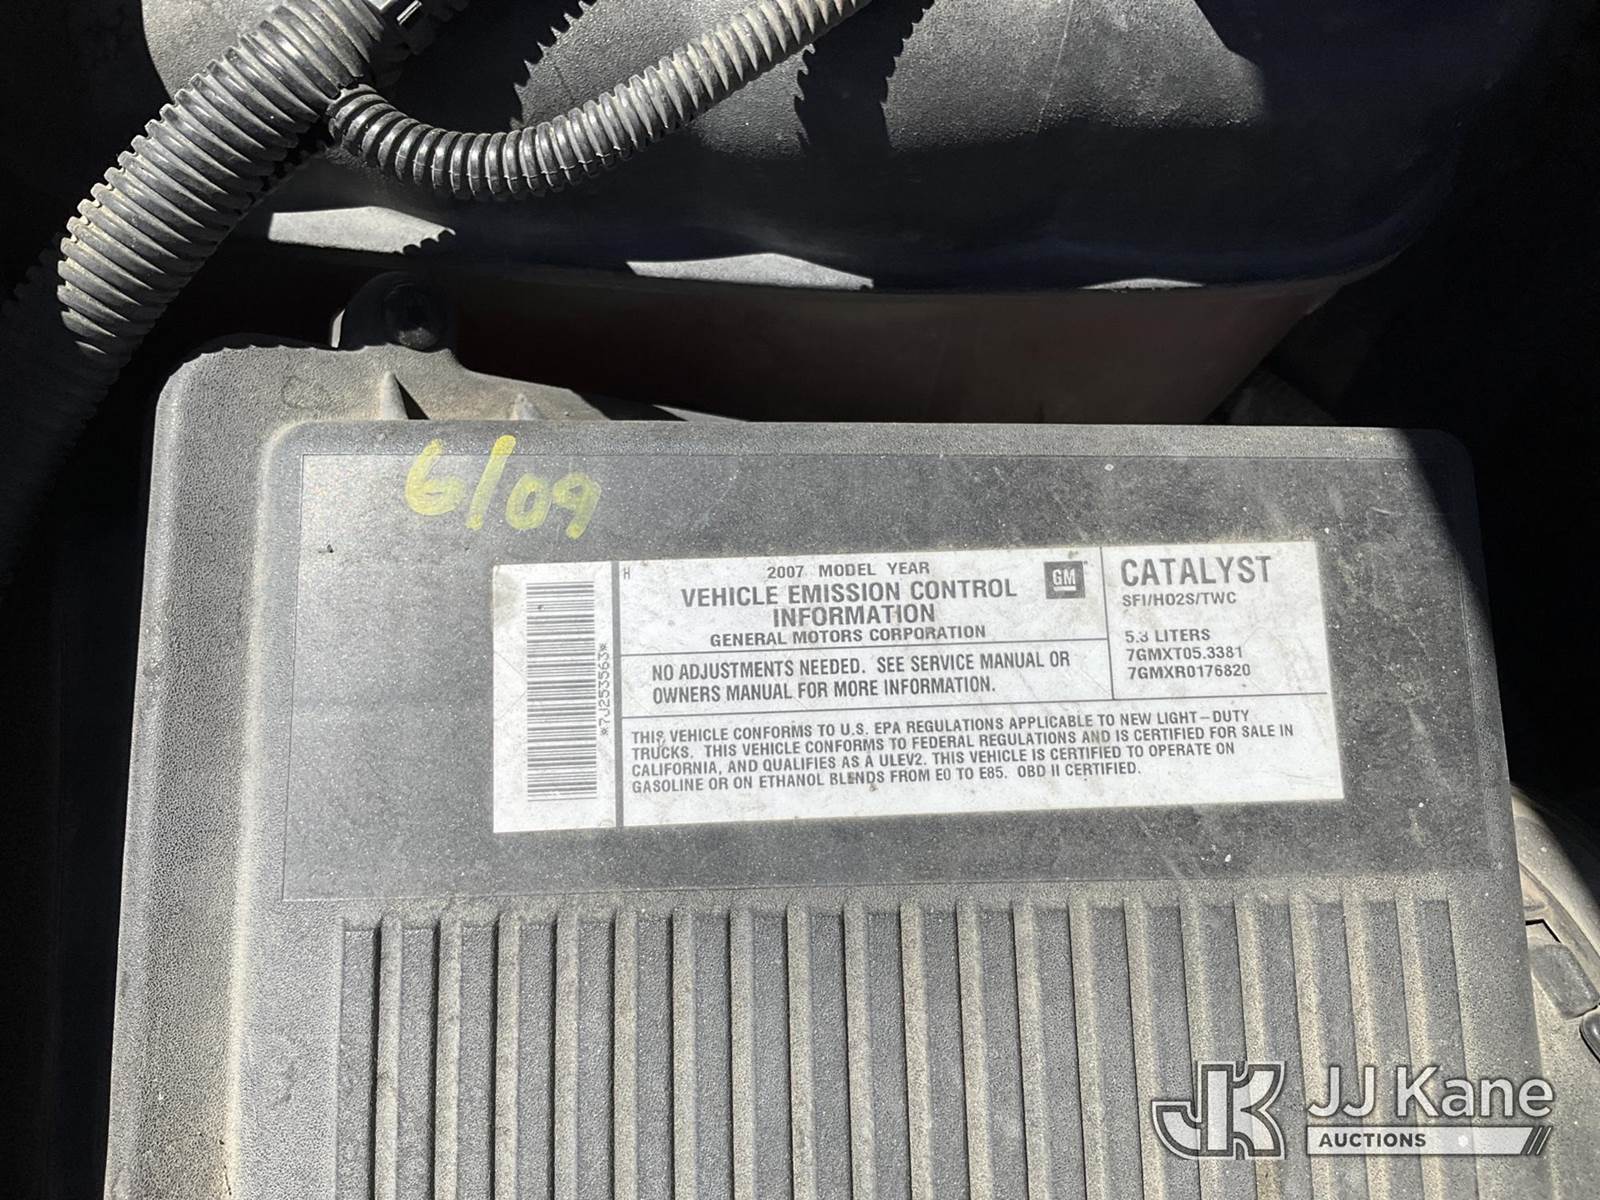 6/09
H
2007 MODEL YEAR
VEHICLE EMISSION CONTROL
INFORMATION
GENERAL MOTORS CORPORATION
GM
CATALYST
SFI/HO2S/TWC
5.3 LITERS
7GMXT05.3381
7GMXR0176820
NO ADJUSTMENTS NEEDED. SEE SERVICE MANUAL OR
OWNERS MANUAL FOR MORE INFORMATION.
THIS VEHICLE CONFORMS TO U.S. EPA REGULATIONS APPLICABLE TO NEW LIGHT-DUTY
TRUCKS. THIS VEHICLE CONFORMS TO FEDERAL REGULATIONS AND IS CERTIFIED FOR SALE IN
CALIFORNIA, AND QUALIFIES AS A ULEV2. THIS VEHICLE IS CERTIFIED TO OPERATE ON
GASOLINE OR ON ETHANOL BLENDS FROM E0 TO E85. OBD II CERTIFIED.
*7J253563*
JK JJ Kane
AUCTIONS